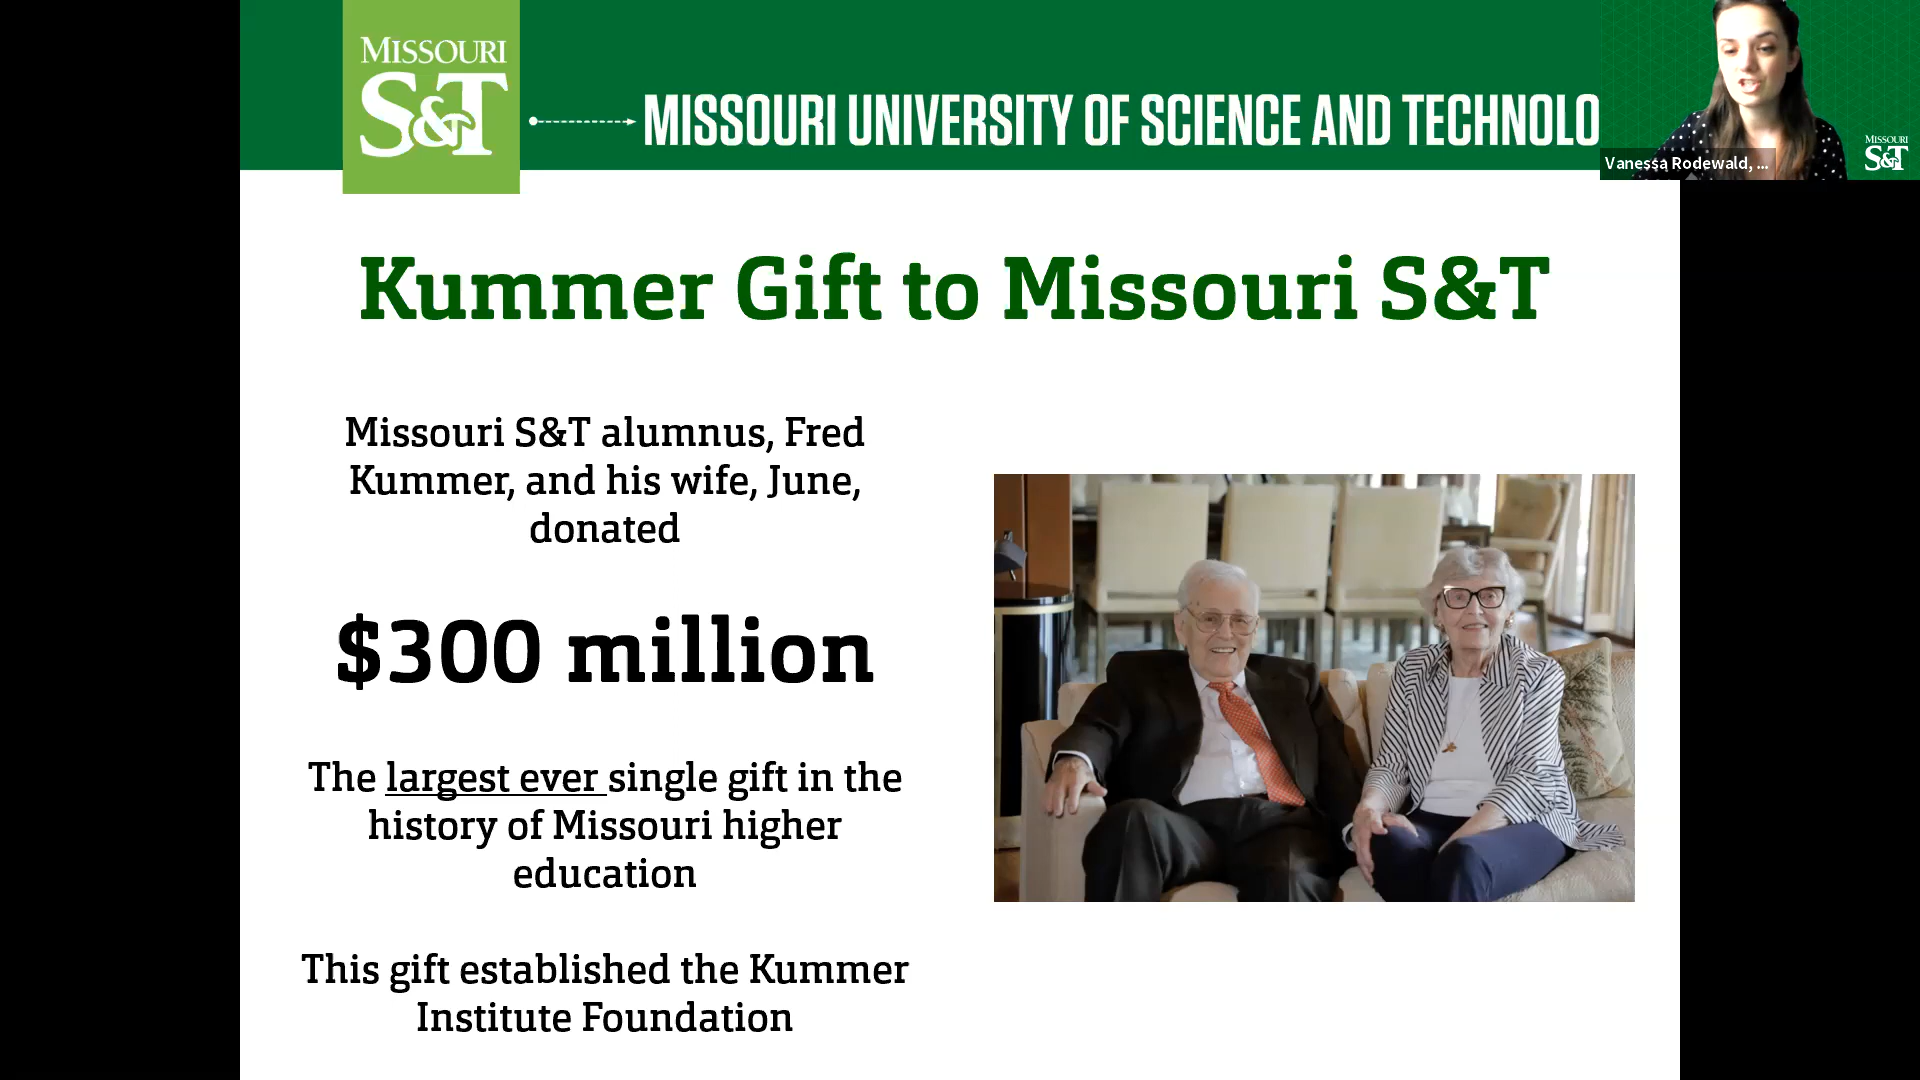 MISSOURI
S&T
MISSOURI UNIVERSITY OF SCIENCE AND TECHNOLO
Vanessa Rodewald, ...
MISSOURI
S&T
Kummer Gift to Missouri S&T
Missouri S&T alumnus, Fred
Kummer, and his wife, June,
donated
$300 million
The largest ever single gift in the
history of Missouri higher
education
This gift established the Kummer
Institute Foundation